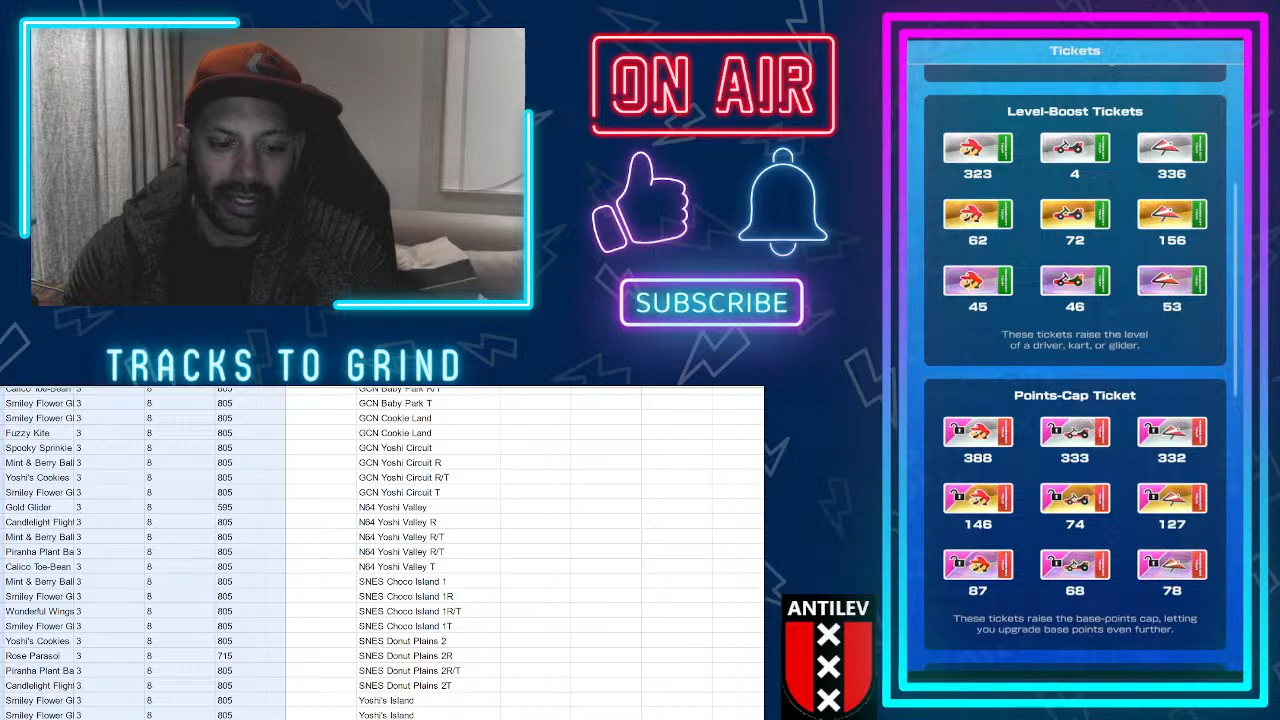 ON AIR
SUBSCRIBE
TRACKS TO GRIND
Smiley Flower Gl 3 8 805 GCN Baby Park T
Smiley Flower Gl 3 8 805 GCN Cookie Land
Fuzzy Kite 3 8 805 GCN Cookie Land
Spooky Sprinkle 3 8 805 GCN Yoshi Circuit
Mint & Berry Ball 3 8 805 GCN Yoshi Circuit R
Yoshi's Cookie 3 8 805 GCN Yoshi Circuit R/T
Smiley Flower Gl 3 8 805 GCN Yoshi Circuit T
Gold Glider 3 8 595 N64 Yoshi Valley
Candlelight Flight 3 8 805 N64 Yoshi Valley R
Mint & Berry Ball 3 8 805 N64 Yoshi Valley R/T
Piranha Plant Ba 3 8 805 N64 Yoshi Valley R/T
Calico Toe-Bean 3 8 805 N64 Yoshi Valley T
Mint & Berry Ball 3 8 805 SNES Choco Island 1
Smiley Flower Gl 3 8 805 SNES Choco Island 1R
Wonderful Wings 3 8 805 SNES Choco Island 1R/T
Smiley Flower Gl 3 8 805 SNES Choco Island 1T
Yoshi's Cookies 3 8 805 SNES Donut Plains 2
Rose Parasol 3 8 715 SNES Donut Plains 2R
Piranha Plant Ba 3 8 805 SNES Donut Plains 2R/T
Candlelight Flight 3 8 805 SNES Donut Plains 2T
Smiley Flower Gl 3 8 805 Yoshi's Island
Smiley Flower Gl 3 8 805 Yoshi's Island
ANTILEV
Tickets
Level-Boost Tickets
323 4 336
62 72 156
45 46 53
These tickets raise the level
of a driver, kart, or glider.
Points-Cap Ticket
388 333 332
146 74 127
87 68 78
These tickets raise the base-points cap, letting
you upgrade base points even further.